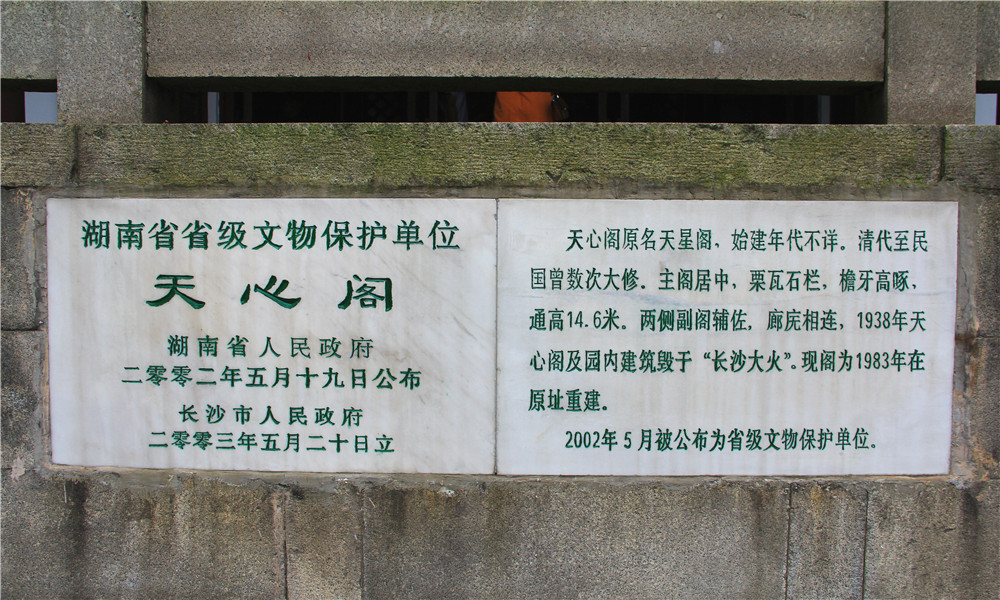 湖南省省级文物保护单位
天心阁
湖南省人民政府
二零零二年五月十九日公布
长沙市人民政府
二零零三年五月二十日立
天心阁原名天星阁，始建年代不详。清代至民
国曾数次大修。主阁居中，栗瓦石栏，檐牙高啄，
通高14.6米。两侧副阁辅佐，廊庑相连，1938年天
心阁及园内建筑毁于“长沙大火”。现阁为1983年在
原址重建。
2002年5月被公布为省级文物保护单位。